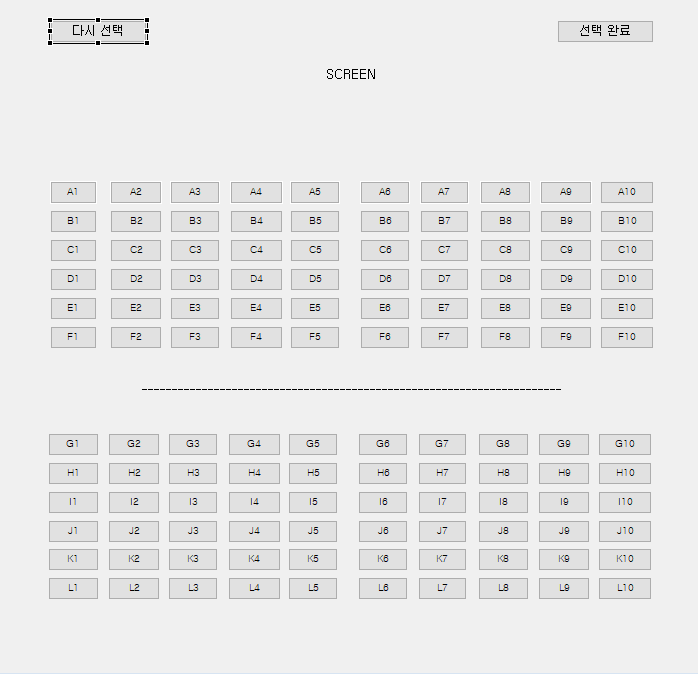 다시 선택 선택 완료
SCREEN
A1 A2 A3 A4 A5 A6 A7 A8 A9 A10
B1 B2 B3 B4 B5 B6 B7 B8 B9 B10
C1 C2 C3 C4 C5 C6 C7 C8 C9 C10
D1 D2 D3 D4 D5 D6 D7 D8 D9 D10
E1 E2 E3 E4 E5 E6 E7 E8 E9 E10
F1 F2 F3 F4 F5 F6 F7 F8 F9 F10
G1 G2 G3 G4 G5 G6 G7 G8 G9 G10
H1 H2 H3 H4 H5 H6 H7 H8 H9 H10
I1 I2 I3 I4 I5 I6 I7 I8 I9 I10
J1 J2 J3 J4 J5 J6 J7 J8 J9 J10
K1 K2 K3 K4 K5 K6 K7 K8 K9 K10
L1 L2 L3 L4 L5 L6 L7 L8 L9 L10